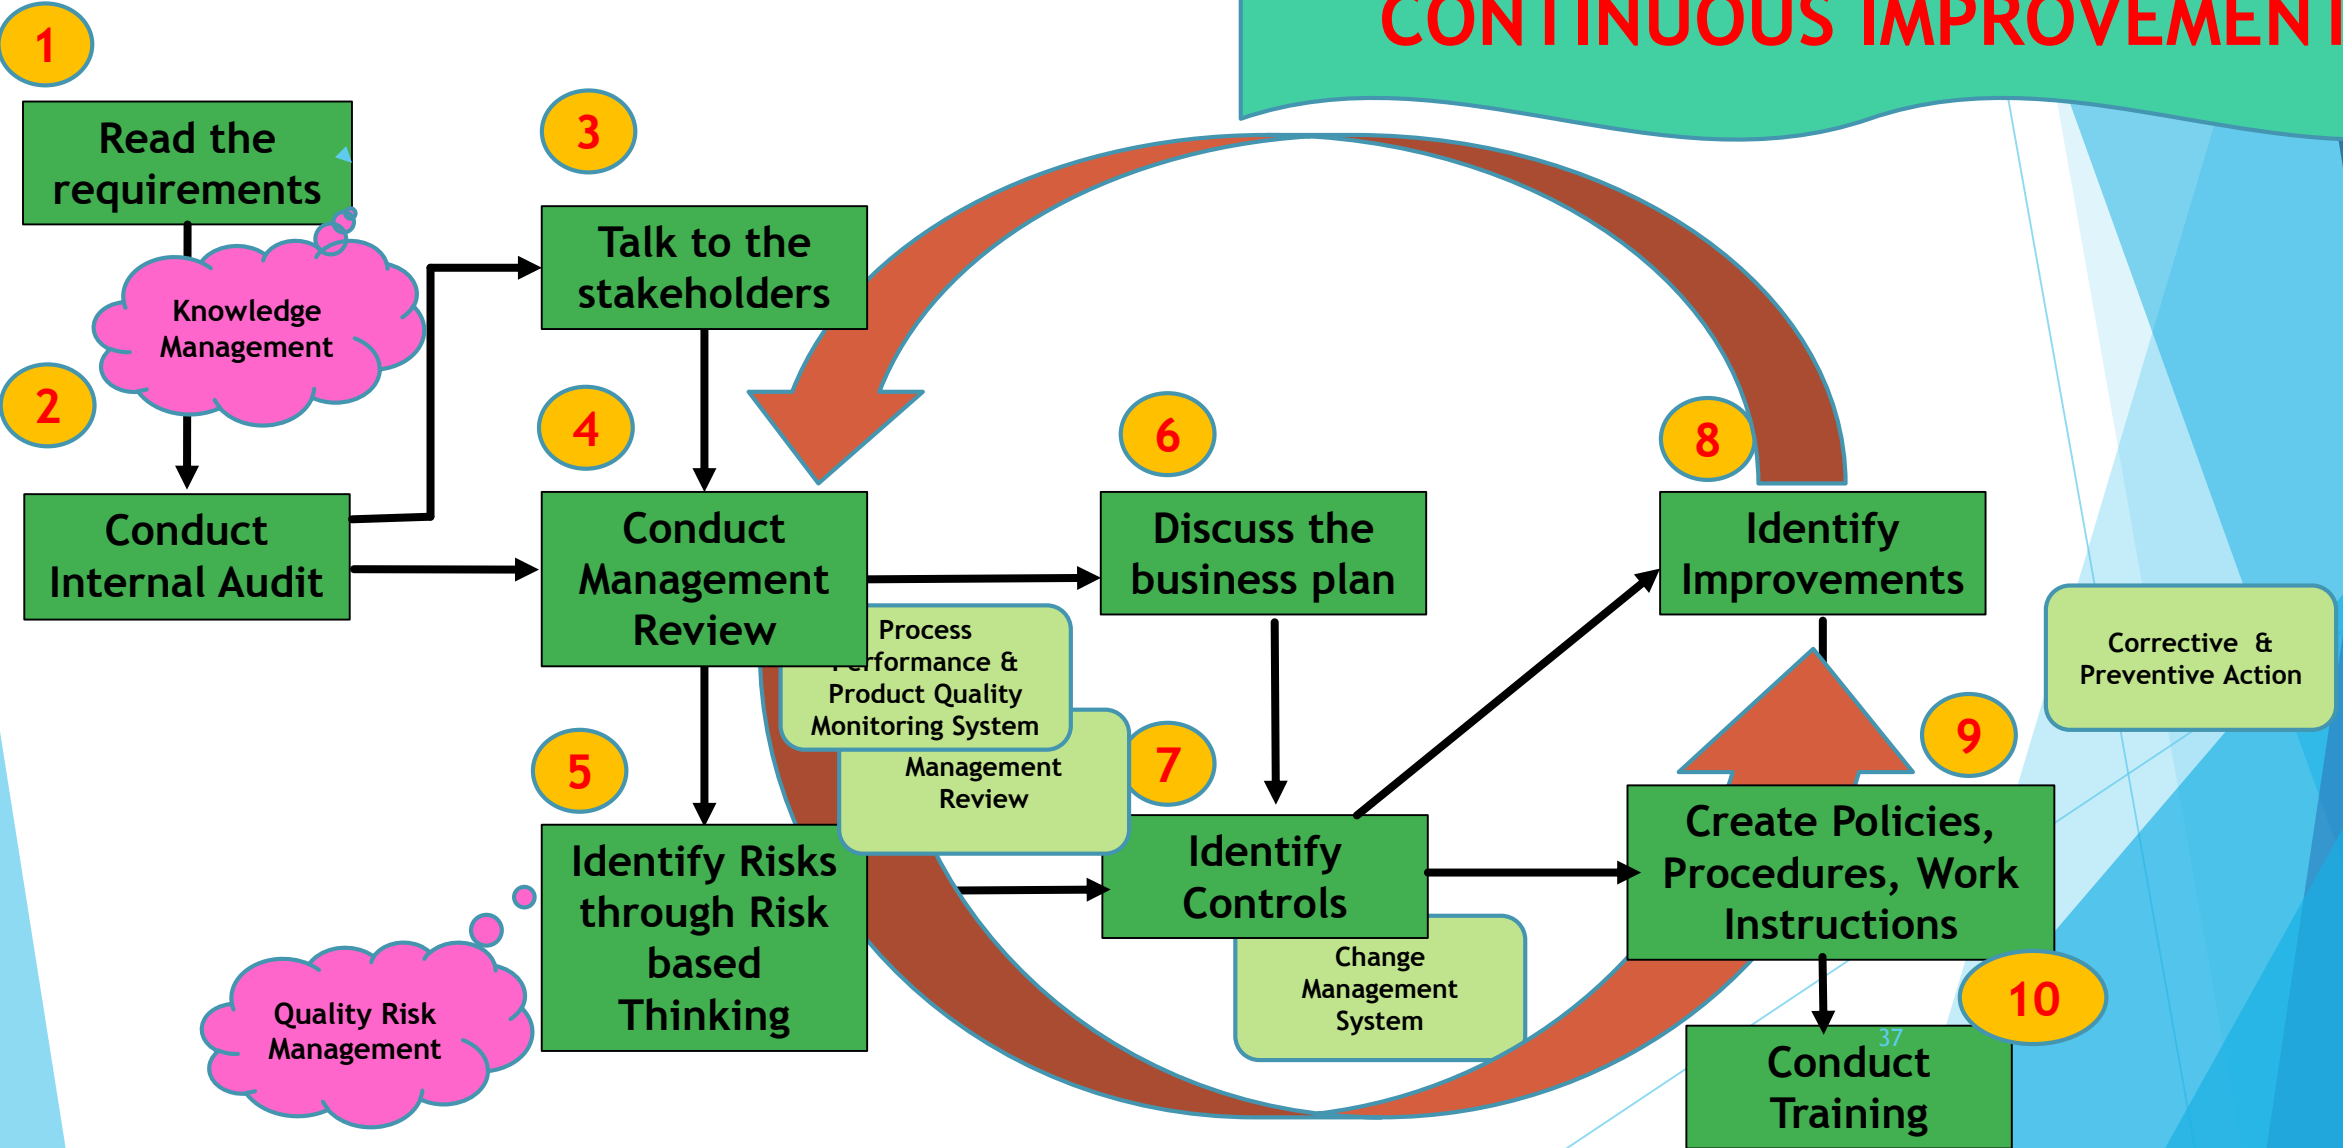 CONTINUOUS IMPROVEMENT
1
Read the
requirements
Knowledge
Management
2
Conduct
Internal Audit
3
Talk to the
stakeholders
4
Conduct
Management
Review
Process
Performance &
Product Quality
Monitoring System
Management
Review
5
Identify Risks
through Risk
based
Thinking
Quality Risk
Management
6
Discuss the
business plan
7
Identify
Controls
Change
Management
System
8
Identify
Improvements
Corrective &
Preventive Action
9
Create Policies,
Procedures, Work
Instructions
10
37
Conduct
Training